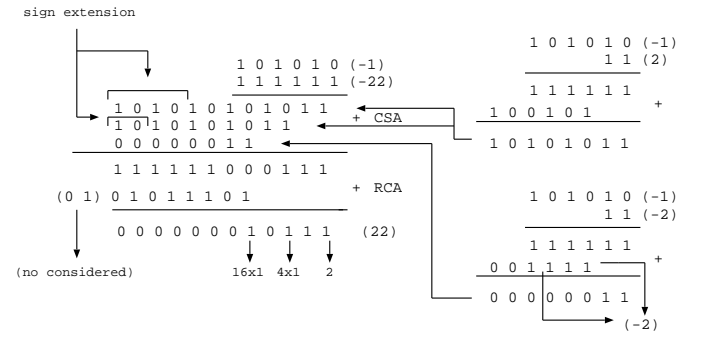 sign extension
1 0 1 0 1 0 (-1)
1 1 1 1 1 1 (-22)
1 0 1 0 1 0 1 0 1 0 1 1
1 0 1 0 1 0 1 0 1 1
+ CSA
0 0 0 0 0 0 1 1
1 1 1 1 1 1 0 0 0 1 1 1
+ RCA
(0 1) 0 1 0 1 1 1 0 1
0 0 0 0 0 0 0 1 0 1 1 1 (22)
(no considered)
16x1 4x1 2
1 0 1 0 1 0 (-1)
1 1 (2)
1 1 1 1 1 1
+
1 0 0 1 0 1
1 0 1 0 1 0 1 1
1 0 1 0 1 0 (-1)
1 1 (-2)
1 1 1 1 1 1
+
0 0 1 1 1 1
0 0 0 0 0 0 1 1
(-2)